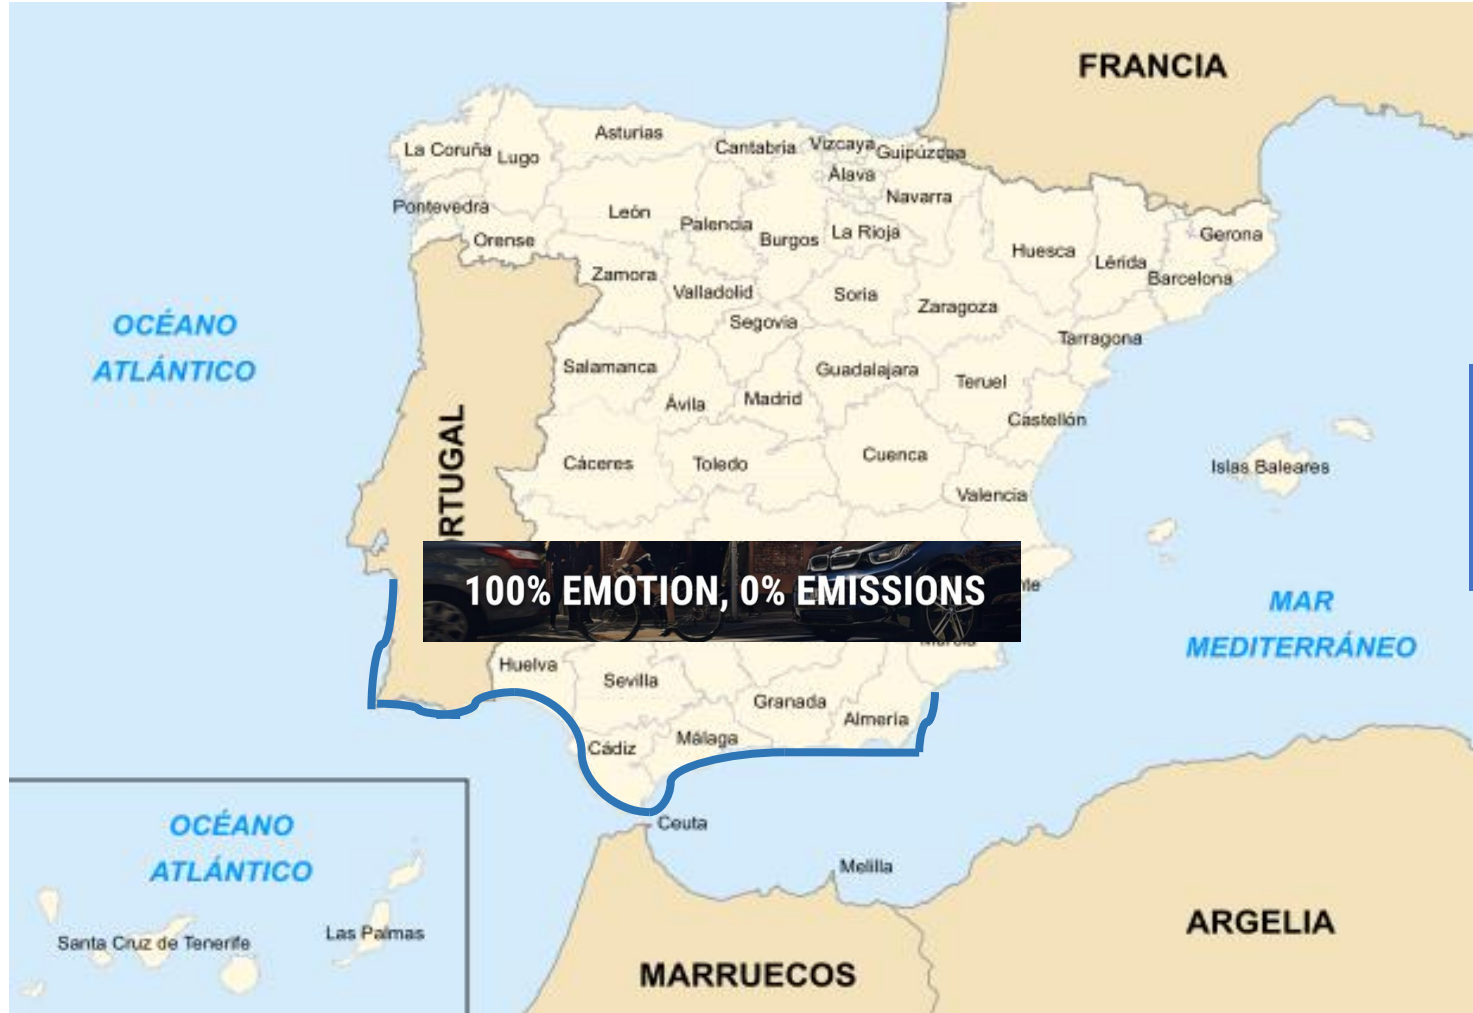 FRANCIA
La Coruña
Lugo
Asturias
Cantabria
Vizcaya
Guipúzcoa
Álava
Navarra
Pontevedra
León
Palencia
Burgos
La Rioja
Orense
Huesca
Lérida
Gerona
Barcelona
Zamora
Valladolid
Soria
Zaragoza
Segovia
Tarragona
OCÉANO
ATLÁNTICO
Salamanca
Ávila
Madrid
Guadalajara
Teruel
Castellón
RTUGAL
Cáceres
Toledo
Cuenca
Valencia
Islas Baleares
100% EMOTION, 0% EMISSIONS
MAR
MEDITERRÁNEO
Huelva
Sevilla
Granada
Almería
Cádiz
Málaga
Ceuta
Melilla
OCÉANO
ATLÁNTICO
Santa Cruz de Tenerife
Las Palmas
MARRUECOS
ARGELIA